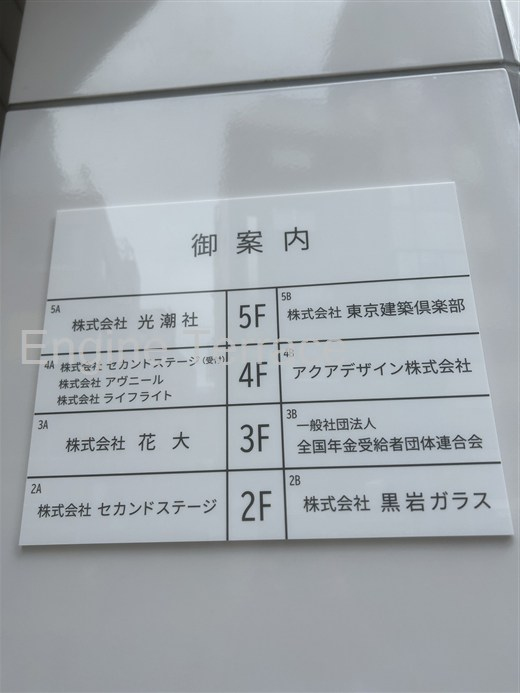 御案内
5A
株式会社 光潮社
5F
5B
株式会社 東京建築倶楽部
4A
株式会社 セカンドステージ(受付)
株式会社 アヴニール
株式会社 ライフライト
4F
4B
アクアデザイン株式会社
3A
株式会社 花大
3F
3B
一般社団法人
全国年金受給者団体連合会
2A
株式会社 セカンドステージ
2F
2B
株式会社 黒岩ガラス
Engine Terrace